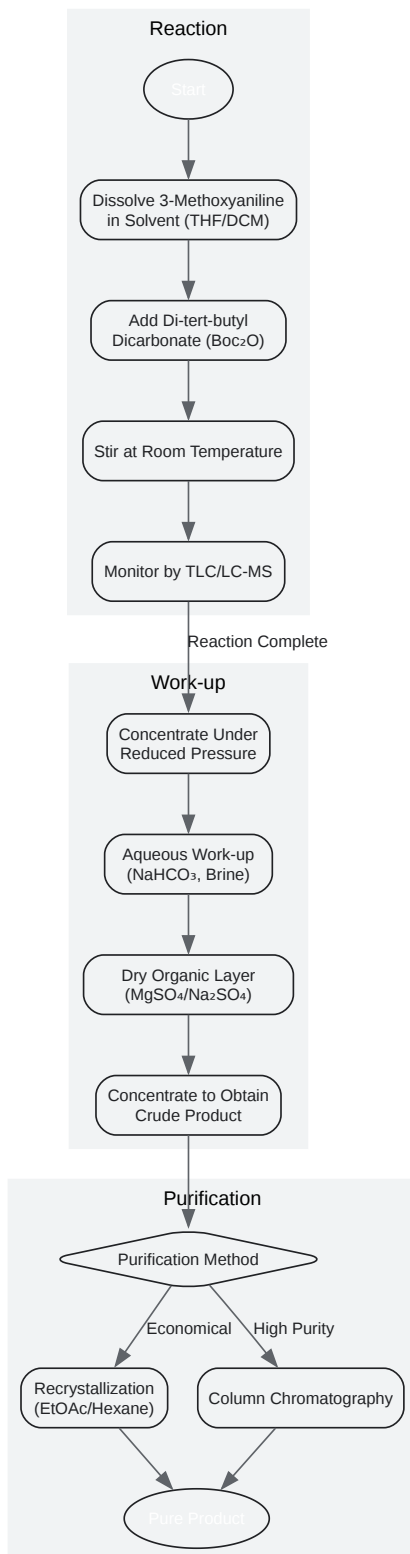 Reaction
Start
Dissolve 3-Methoxyaniline
in Solvent (THF/DCM)
Add Di-tert-butyl
Dicarbonate (Boc₂O)
Stir at Room Temperature
Monitor by TLC/LC-MS
Reaction Complete
Work-up
Concentrate Under
Reduced Pressure
Aqueous Work-up
(NaHCO₃, Brine)
Dry Organic Layer
(MgSO₄/Na₂SO₄)
Concentrate to Obtain
Crude Product
Purification
Purification Method
Economical
High Purity
Recrystallization
(EtOAc/Hexane)
Column Chromatography
Pure Product